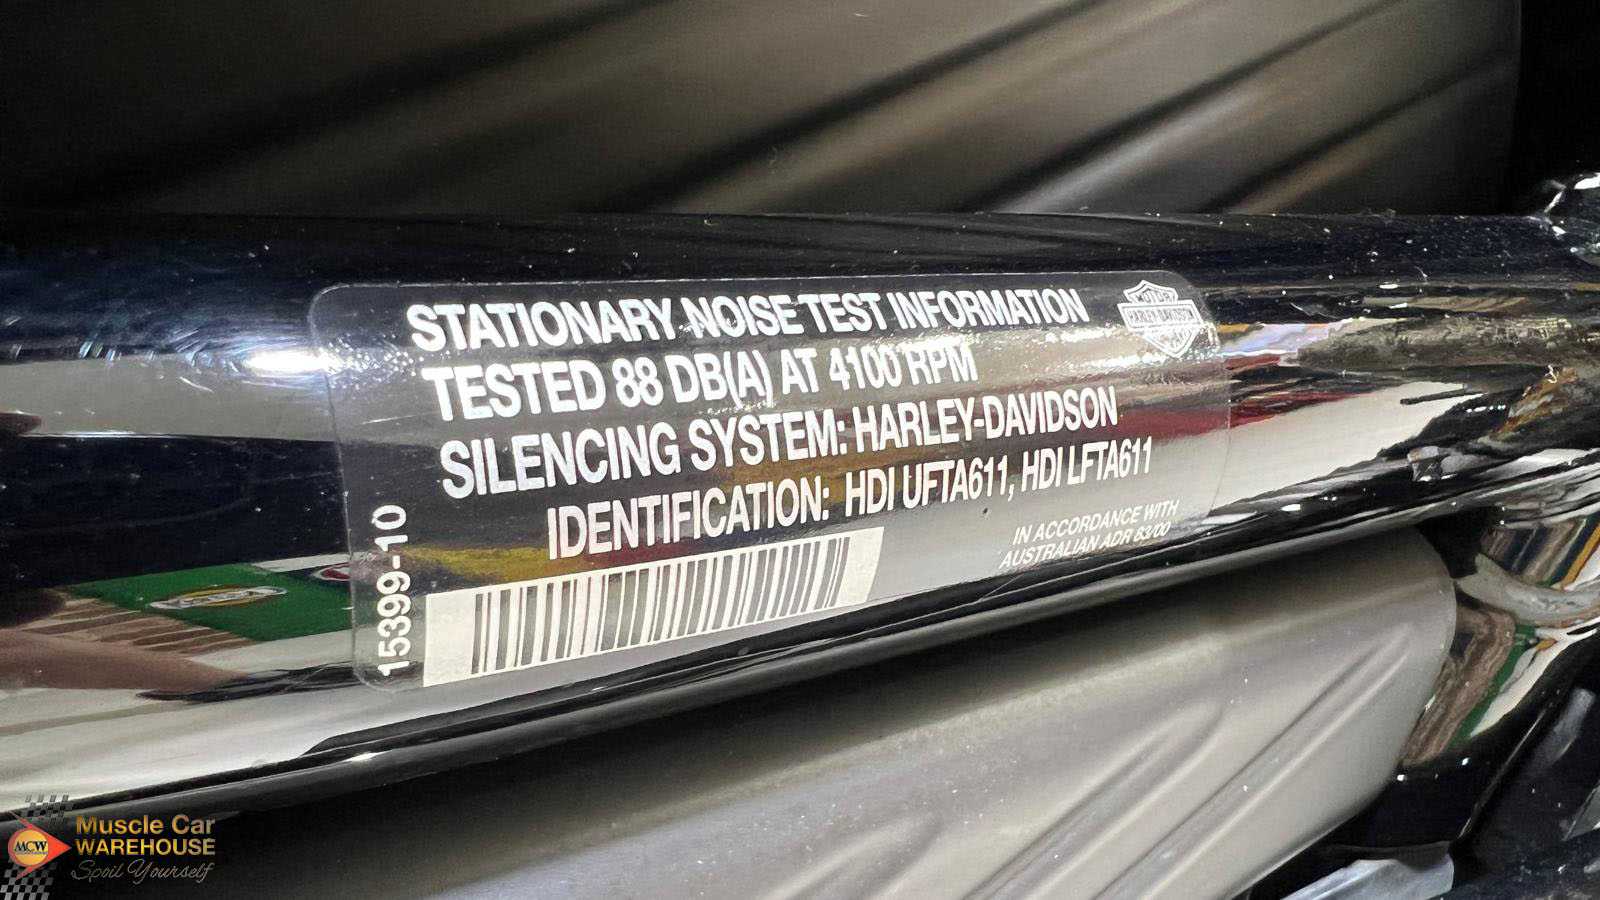 STATIONARY NOISE TEST INFORMATION
TESTED 88 DB(A) AT 4100 RPM
SILENCING SYSTEM: HARLEY-DAVIDSON
IDENTIFICATION: HDI UFTA611, HDI LFTA611
IN ACCORDANCE WITH
AUSTRALIAN ADR 83/00
15399-10
MOTOR
HARLEY-DAVIDSON
MCW
Muscle Car
WAREHOUSE
Spoil Yourself